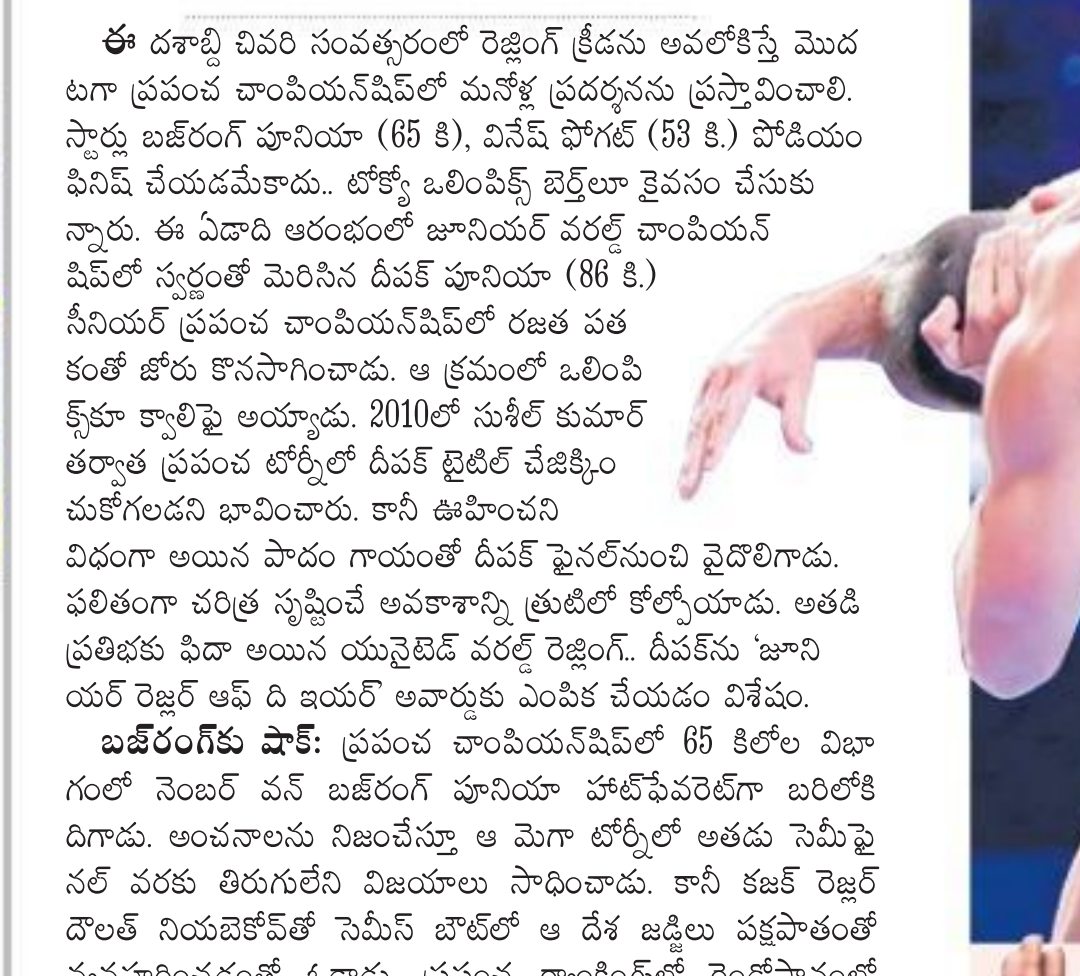 ఈ దశాబ్ది చివరి సంవత్సరంలో రెజ్లింగ్ క్రీడను అవలోకిస్తే మొద
టగా ప్రపంచ చాంపియన్‌షిప్‌లో మనోళ్ల ప్రదర్శనను ప్రస్తావించాలి.
స్టార్లు బజ్‌రంగ్ పూనియా (65 కి), వినేష్ ఫోగట్ (53 కి.) పోడియం
ఫినిష్ చేయడమేకాదు.. టోక్యో ఒలింపిక్స్ బెర్త్‌లూ కైవసం చేసుకు
న్నారు. ఈ ఏడాది ఆరంభంలో జూనియర్ వరల్డ్ చాంపియన్
షిప్‌లో స్వర్ణంతో మెరిసిన దీపక్ పూనియా (86 కి.)
సీనియర్ ప్రపంచ చాంపియన్‌షిప్‌లో రజత పత
కంతో జోరు కొనసాగించాడు. ఆ క్రమంలో ఒలింపి
క్స్‌కూ క్వాలిఫై అయ్యాడు. 2010లో సుశీల్ కుమార్
తర్వాత ప్రపంచ టోర్నీలో దీపక్ టైటిల్ చేజిక్కిం
చుకోగలడని భావించారు. కానీ ఊహించని
విధంగా అయిన పాదం గాయంతో దీపక్ ఫైనల్‌నుంచి వైదొలిగాడు.
ఫలితంగా చరిత్ర సృష్టించే అవకాశాన్ని త్రుటిలో కోల్పోయాడు. అతడి
ప్రతిభకు ఫిదా అయిన యునైటెడ్ వరల్డ్ రెజ్లింగ్.. దీపక్‌ను ‘జూని
యర్ రెజ్లర్ ఆఫ్ ది ఇయర్’ అవార్డుకు ఎంపిక చేయడం విశేషం.
బజ్‌రంగ్‌కు షాక్: ప్రపంచ చాంపియన్‌షిప్‌లో 65 కిలోల విభా
గంలో నెంబర్ వన్ బజ్‌రంగ్ పూనియా హాట్‌ఫేవరెట్‌గా బరిలోకి
దిగాడు. అంచనాలను నిజంచేస్తూ ఆ మెగా టోర్నీలో అతడు సెమీఫై
నల్ వరకు తిరుగులేని విజయాలు సాధించాడు. కానీ కజక్ రెజ్లర్
దౌలత్ నియబెకోవ్‌తో సెమీస్ బౌట్‌లో ఆ దేశ జడ్జిలు పక్షపాతంతో